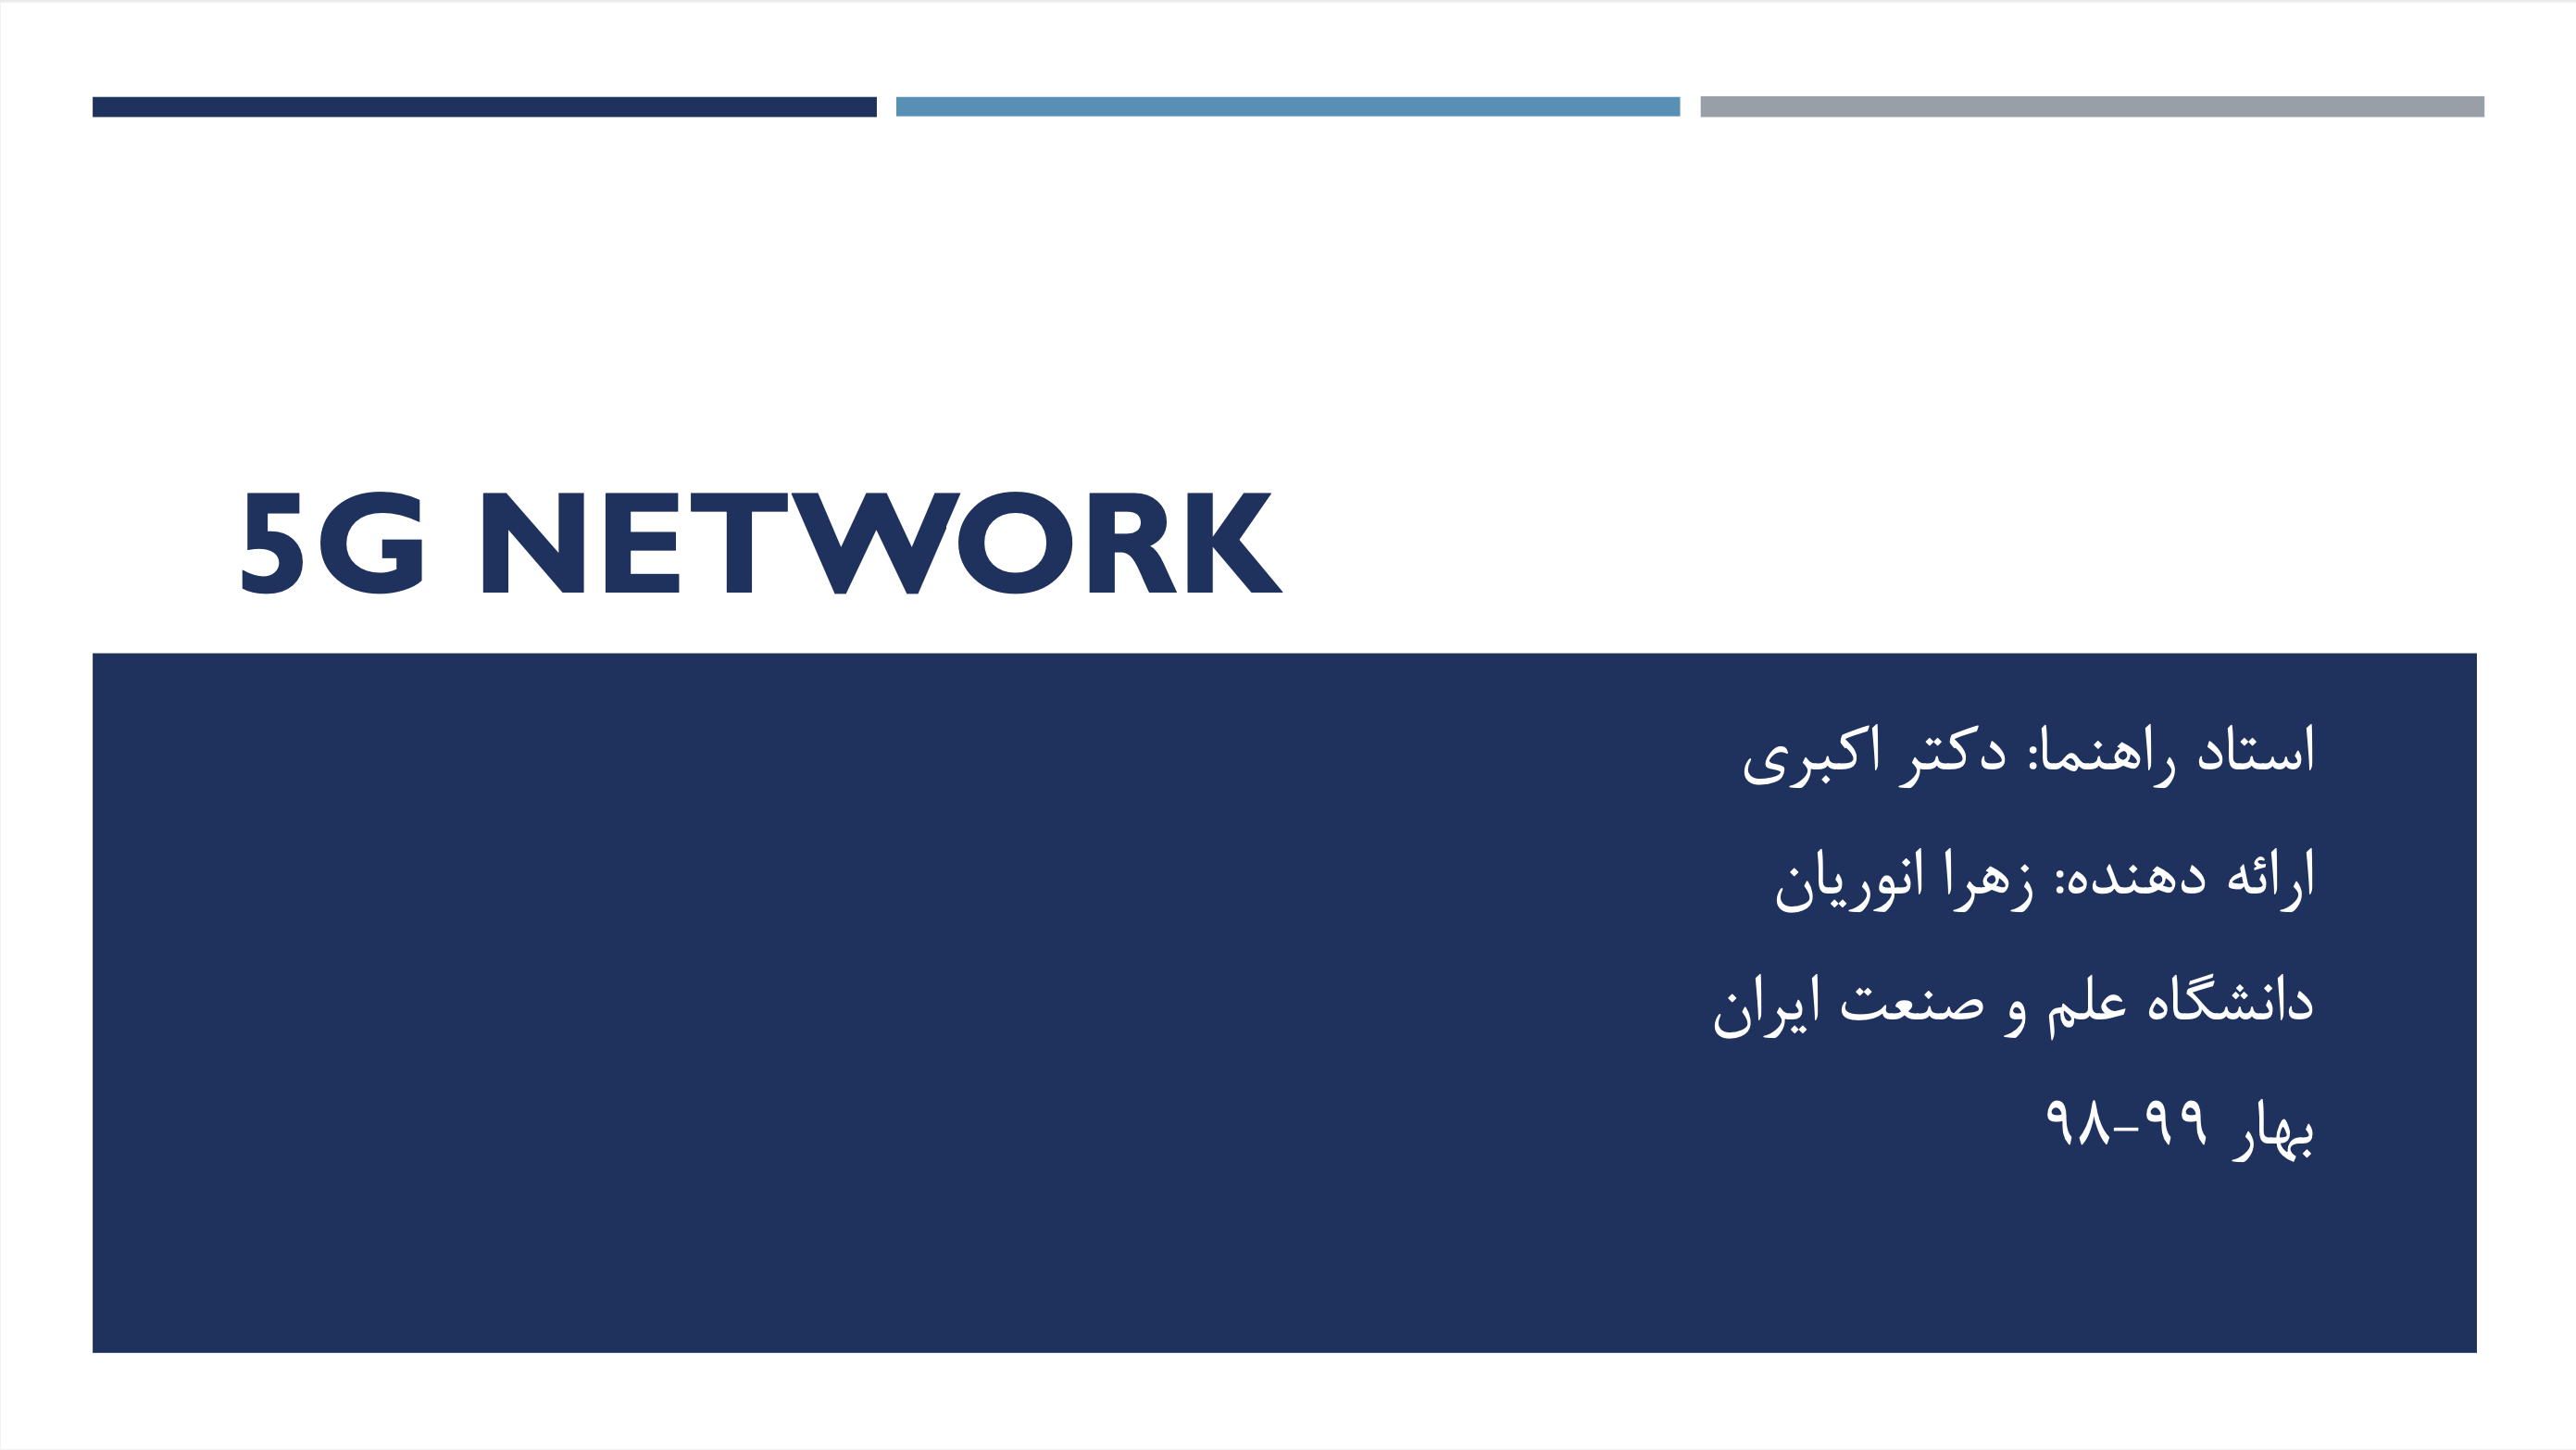 5G NETWORK
استاد راهنما: دکتر اکبری
ارائه دهنده: زهرا انوریان
دانشگاه علم و صنعت ایران
بهار ۹۹-۹۸